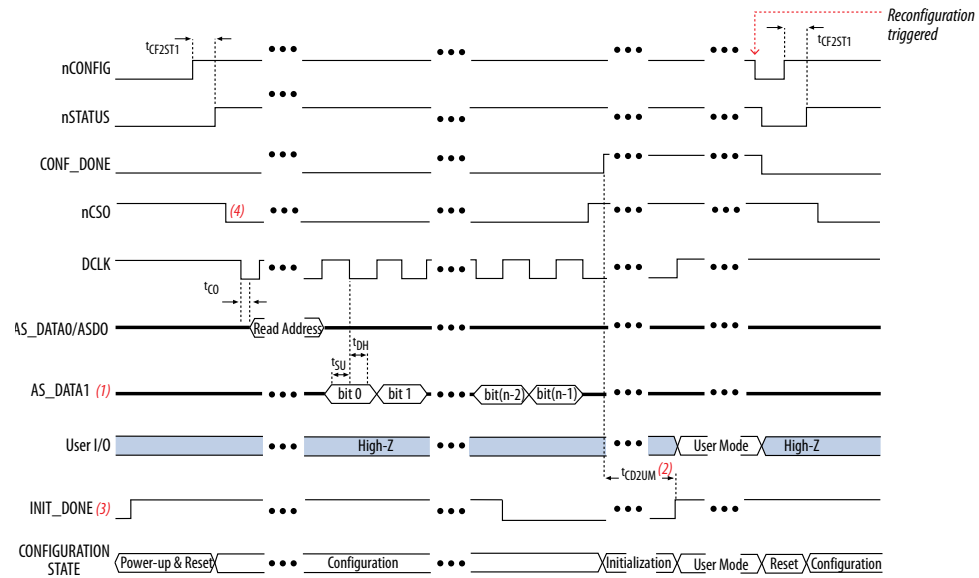 Reconfiguration
triggered
tCF2ST1
tCF2ST1
nCONFIG
nSTATUS
CONF_DONE
nCSO
(4)
DCLK
tCO
AS_DATA0/ASDO
Read Address
tSU
tDH
AS_DATA1 (1)
bit 0
bit 1
bit(n-2)
bit(n-1)
User I/O
High-Z
User Mode
High-Z
tCD2UM (2)
INIT_DONE (3)
CONFIGURATION
STATE
Power-up & Reset
Configuration
Initialization
User Mode
Reset
Configuration